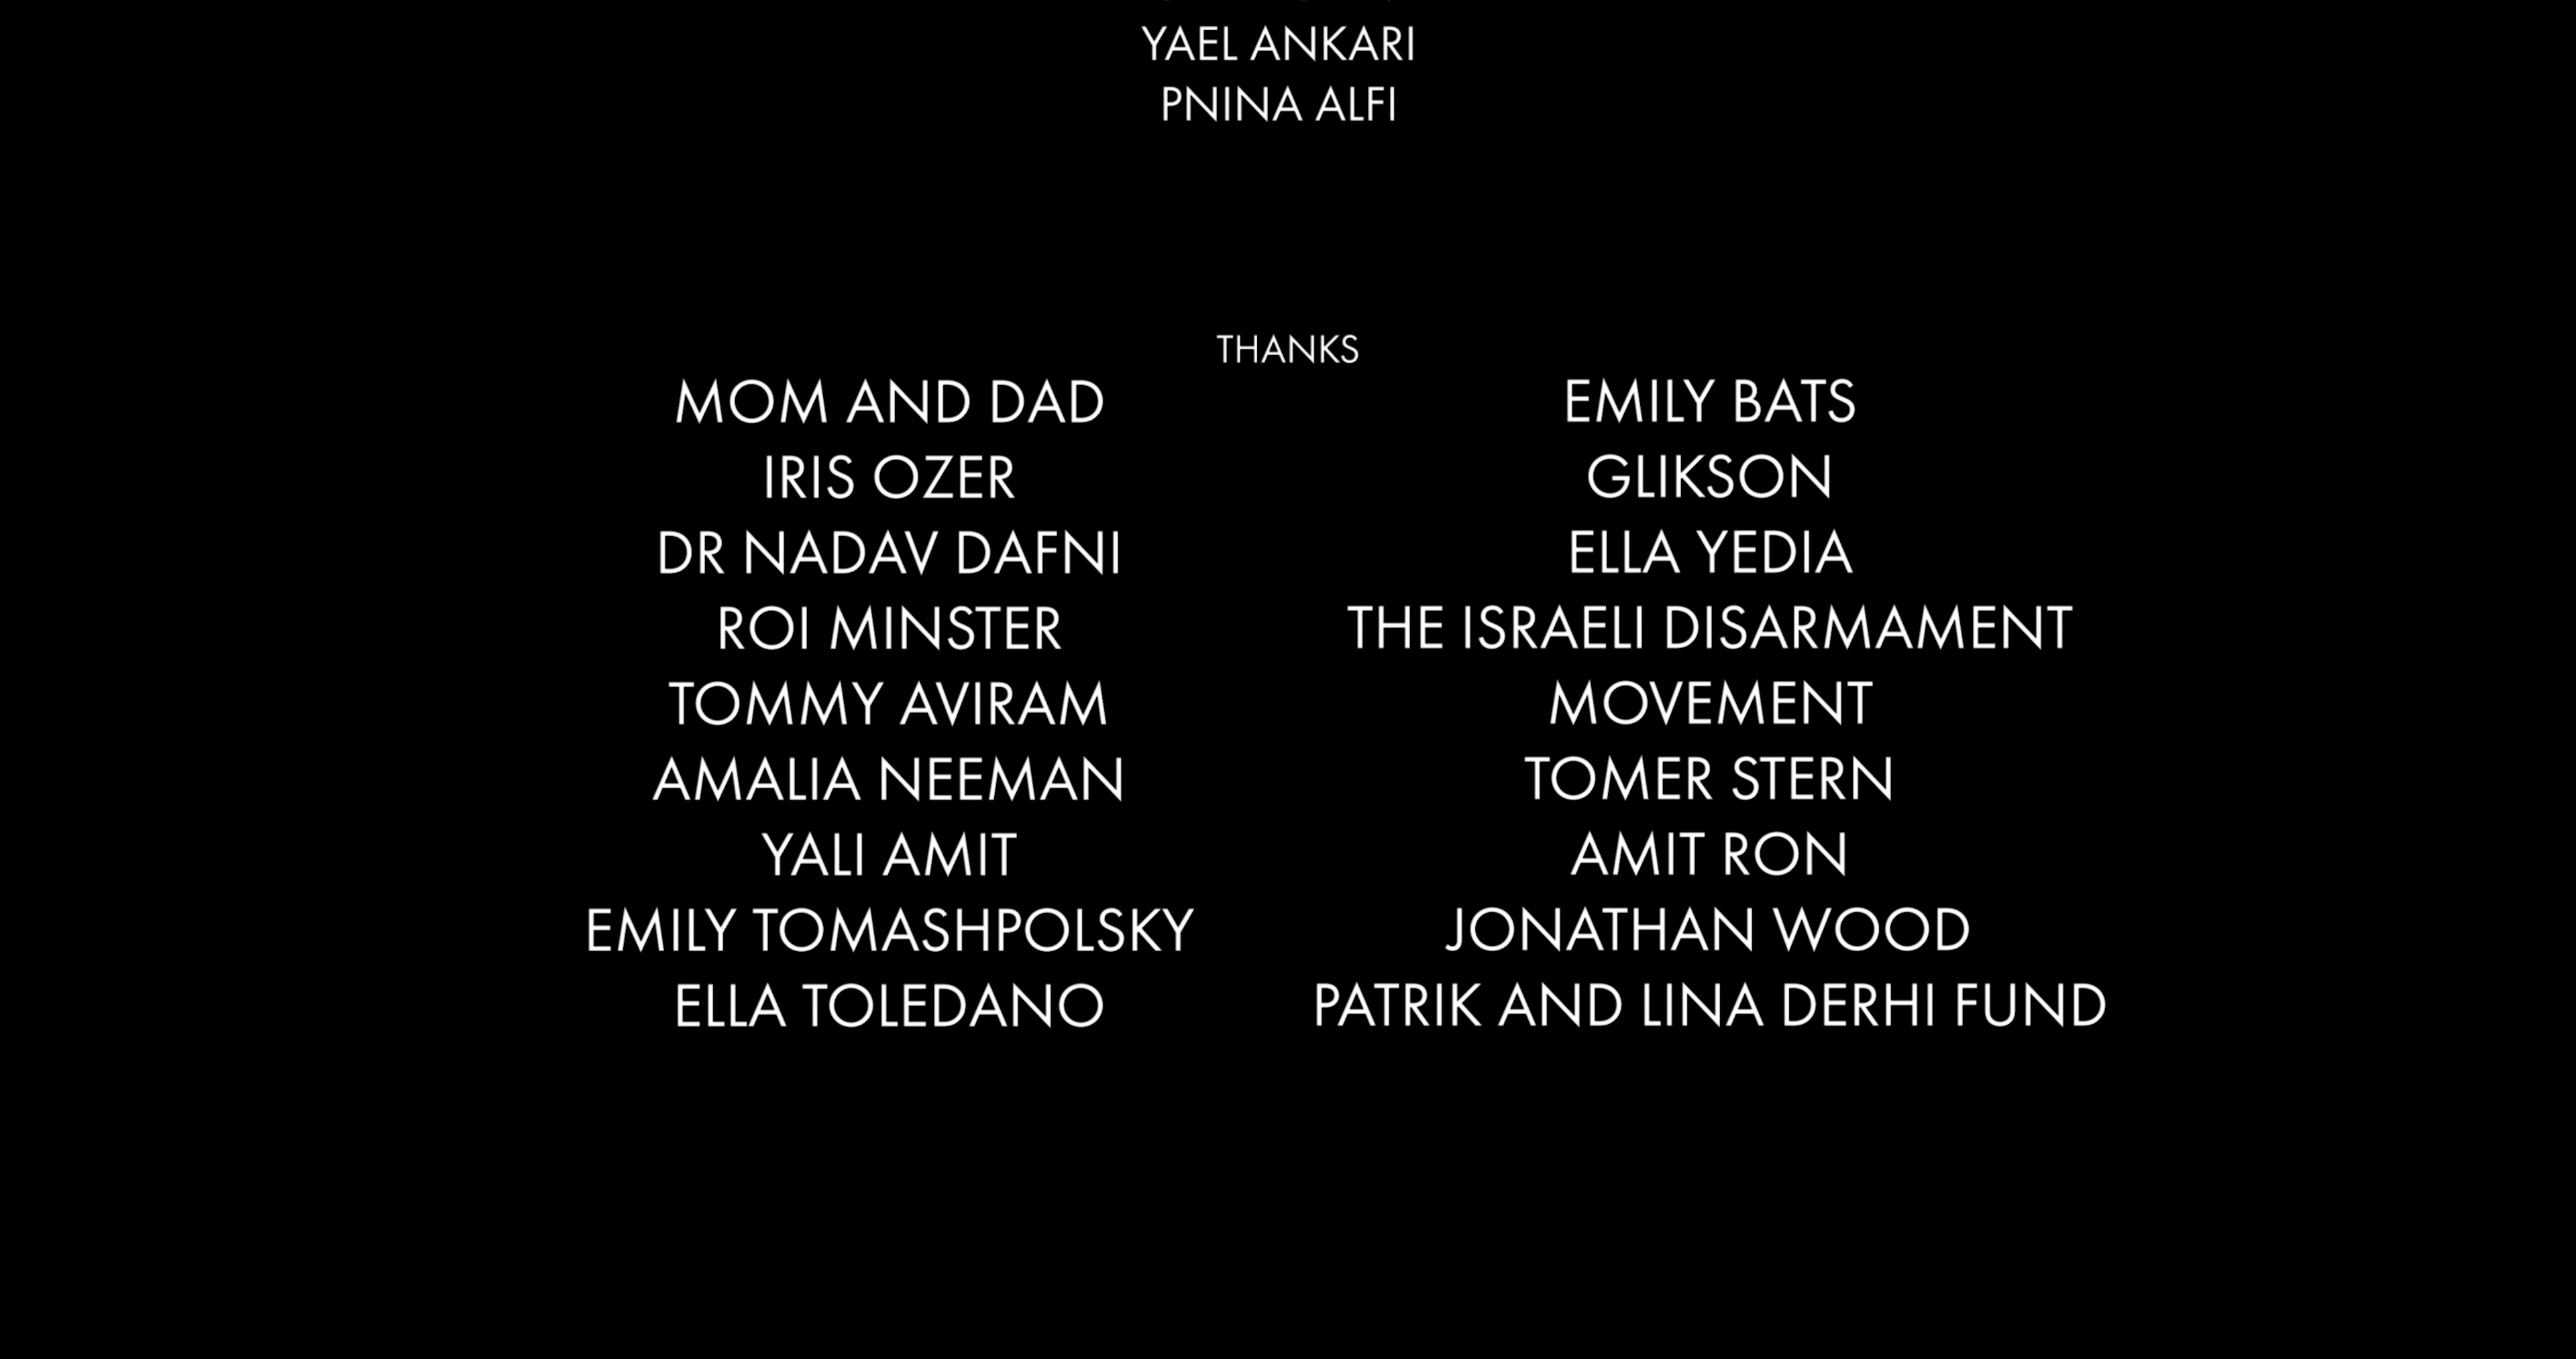 YAEL ANKARI
PNINA ALFI
THANKS
MOM AND DAD
IRIS OZER
DR NADAV DAFNI
ROI MINSTER
TOMMY AVIRAM
AMALIA NEEMAN
YALI AMIT
EMILY TOMASHPOLSKY
ELLA TOLEDANO
EMILY BATS
GLIKSON
ELLA YEDIA
THE ISRAELI DISARMAMENT
MOVEMENT
TOMER STERN
AMIT RON
JONATHAN WOOD
PATRIK AND LINA DERHI FUND